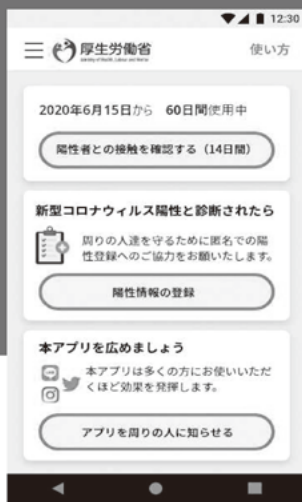 12:30
厚生労働省
使い方
2020年6月15日から 60日間使用中
陽性者との接触を確認する（14日間）
新型コロナウィルス陽性と診断されたら
周りの人達を守るために匿名での陽
性登録へのご協力をお願いいたします。
陽性情報の登録
本アプリを広めましょう
本アプリは多くの方にお使いいただ
くほど効果を発揮します。
アプリを周りの人に知らせる